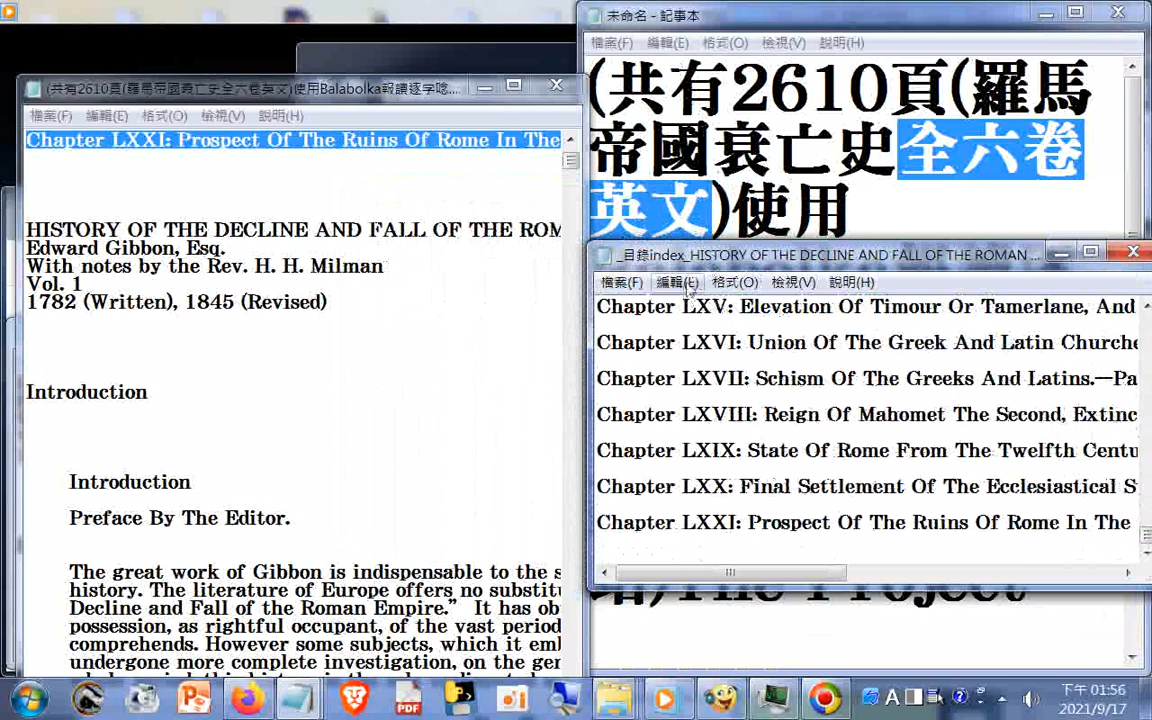 未命名 - 記事本
檔案(F) 編輯(E) 格式(O) 檢視(V) 說明(H)
(共有2610頁(羅馬
帝國衰亡史全六卷
英文)使用
(共有2610頁(羅馬帝國衰亡史全六卷英文)使用Balabolka報讀逐字唸....
檔案(F) 編輯(E) 格式(O) 檢視(V) 說明(H)
Chapter LXXI: Prospect Of The Ruins Of Rome In The
HISTORY OF THE DECLINE AND FALL OF THE ROM
Edward Gibbon, Esq.
With notes by the Rev. H. H. Milman
Vol. 1
1782 (Written), 1845 (Revised)
Introduction
Introduction
Preface By The Editor.
The great work of Gibbon is indispensable to the s
history. The literature of Europe offers no substitu
Decline and Fall of the Roman Empire.” It has ob
possession, as rightful occupant, of the vast period
comprehends. However some subjects, which it em
undergone more complete investigation, on the gen
_目錄index_HISTORY OF THE DECLINE AND FALL OF THE ROMAN ...
檔案(F) 編輯(E) 格式(O) 檢視(V) 說明(H)
Chapter LXV: Elevation Of Timour Or Tamerlane, And
Chapter LXVI: Union Of The Greek And Latin Churche
Chapter LXVII: Schism Of The Greeks And Latins.—Pa
Chapter LXVIII: Reign Of Mahomet The Second, Extinc
Chapter LXIX: State Of Rome From The Twelfth Centu
Chapter LXX: Final Settlement Of The Ecclesiastical S
Chapter LXXI: Prospect Of The Ruins Of Rome In The
The Project
PDF
A
下午 01:56
2021/9/17